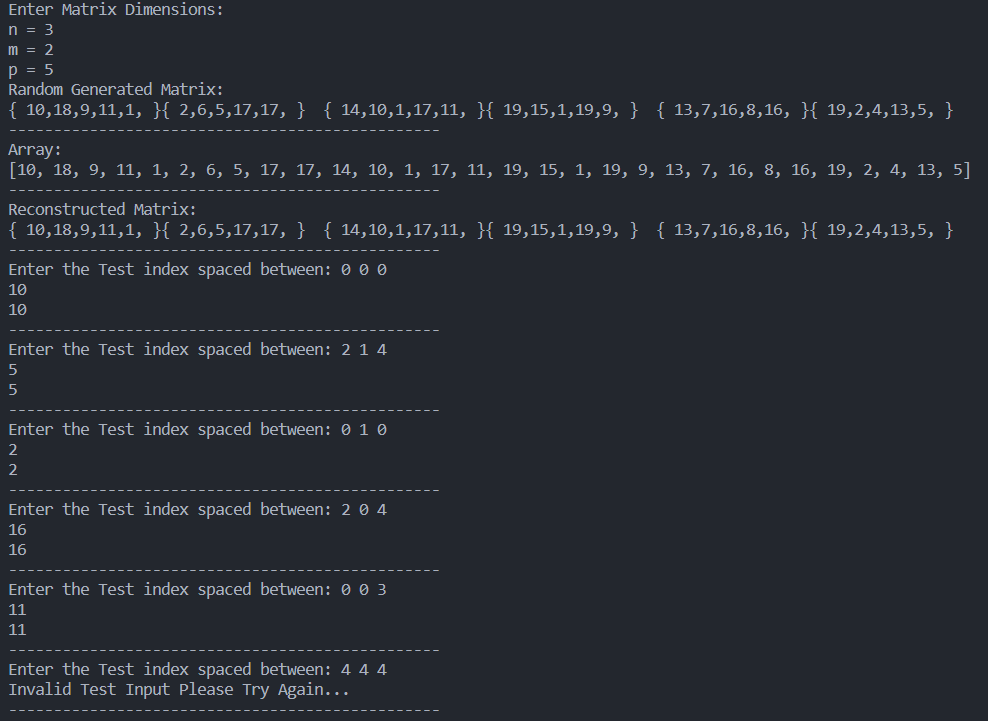 Enter Matrix Dimensions:
n = 3
m = 2
p = 5
Random Generated Matrix:
{ 10,18,9,11,1, }{ 2,6,5,17,17, }  { 14,10,1,17,11, }{ 19,15,1,19,9, }  { 13,7,16,8,16, }{ 19,2,4,13,5, }
------------------------------------------------
Array:
[10, 18, 9, 11, 1, 2, 6, 5, 17, 17, 14, 10, 1, 17, 11, 19, 15, 1, 19, 9, 13, 7, 16, 8, 16, 19, 2, 4, 13, 5]
------------------------------------------------
Reconstructed Matrix:
{ 10,18,9,11,1, }{ 2,6,5,17,17, }  { 14,10,1,17,11, }{ 19,15,1,19,9, }  { 13,7,16,8,16, }{ 19,2,4,13,5, }
------------------------------------------------
Enter the Test index spaced between: 0 0 0
10
10
------------------------------------------------
Enter the Test index spaced between: 2 1 4
5
5
------------------------------------------------
Enter the Test index spaced between: 0 1 0
2
2
------------------------------------------------
Enter the Test index spaced between: 2 0 4
16
16
------------------------------------------------
Enter the Test index spaced between: 0 0 3
11
11
------------------------------------------------
Enter the Test index spaced between: 4 4 4
Invalid Test Input Please Try Again...
------------------------------------------------